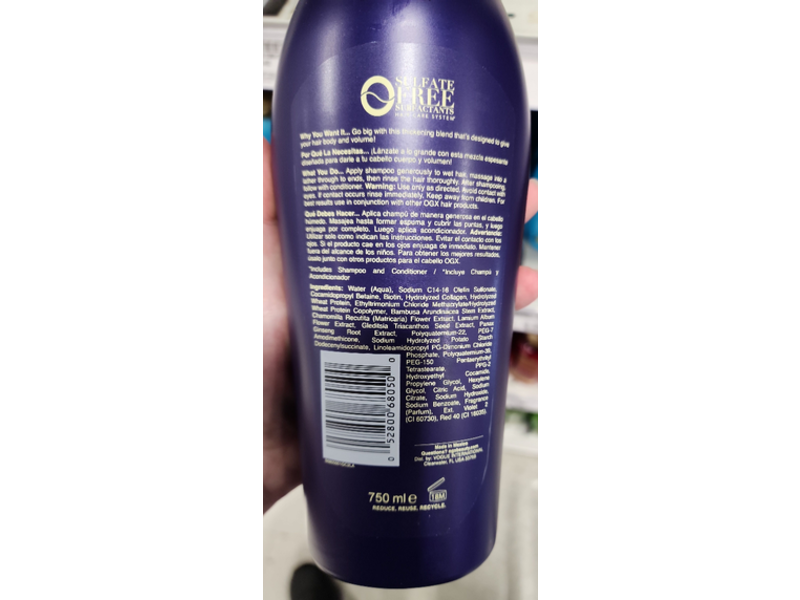 SULFATE
FREE
SURFACTANTS
HAIR CARE SYSTEM*
Why You Want It... Go big with this thickening blend that's designed to give
your hair body and volume!
Por Qué La Necesitas... ¡Lánzate a lo grande con esta mezcla espesante
diseñada para darle a tu cabello cuerpo y volumen!
What You Do... Apply shampoo generously to wet hair, massage into a
lather through to ends, then rinse the hair thoroughly. After shampooing,
follow with conditioner. Warning: Use only as directed. Avoid contact with
eyes. If contact occurs rinse immediately. Keep away from children. For
best results use in conjunction with other OGX hair products.
Qué Debes Hacer... Aplica champú de manera generosa en el cabello
húmedo. Masajea hasta formar espuma y cubrir las puntas, y luego
enjuaga por completo. Luego aplica acondicionador. Advertencia:
Utilizar solo como indican las instrucciones. Evitar el contacto con los
ojos. Si el producto cae en los ojos enjuaga de inmediato. Mantener
fuera del alcance de los niños. Para obtener los mejores resultados,
úsalo junto con otros productos para el cabello OGX.
*Includes Shampoo and Conditioner / *Incluye Champú y
Acondicionador
Ingredients: Water (Aqua), Sodium C14-16 Olefin Sulfonate,
Cocamidopropyl Betaine, Biotin, Hydrolyzed Collagen, Hydrolyzed
Wheat Protein, Ethyltrimonium Chloride Methacrylate/Hydrolyzed
Wheat Protein Copolymer, Bambusa Arundinacea Stem Extract,
Chamomilla Recutita (Matricaria) Flower Extract, Lamium Album
Flower Extract, Gleditsia Triacanthos Seed Extract, Panax
Ginseng Root Extract, Polyquaternium-22, PEG-7
Amodimethicone, Sodium Hydrolyzed Potato Starch
Dodecenylsuccinate, Linoleamidopropyl PG-Dimonium Chloride
Phosphate, Polyquaternium-39,
PEG-150 Pentaerythrityl
Tetrastearate, PPG-2
Hydroxyethyl Cocamide,
Propylene Glycol, Hexylene
Glycol, Citric Acid, Sodium
Citrate, Sodium Hydroxide,
Sodium Benzoate, Fragrance
(Parfum), Ext. Violet 2
(CI 60730), Red 40 (CI 16035).
0 52800 68050 0
Made in Mexico
Questions? ogxbeauty.com
Dist. by: VOGUE INTERNATIONAL
Clearwater, FL USA
750 ml e
18M
REDUCE. REUSE. RECYCLE.